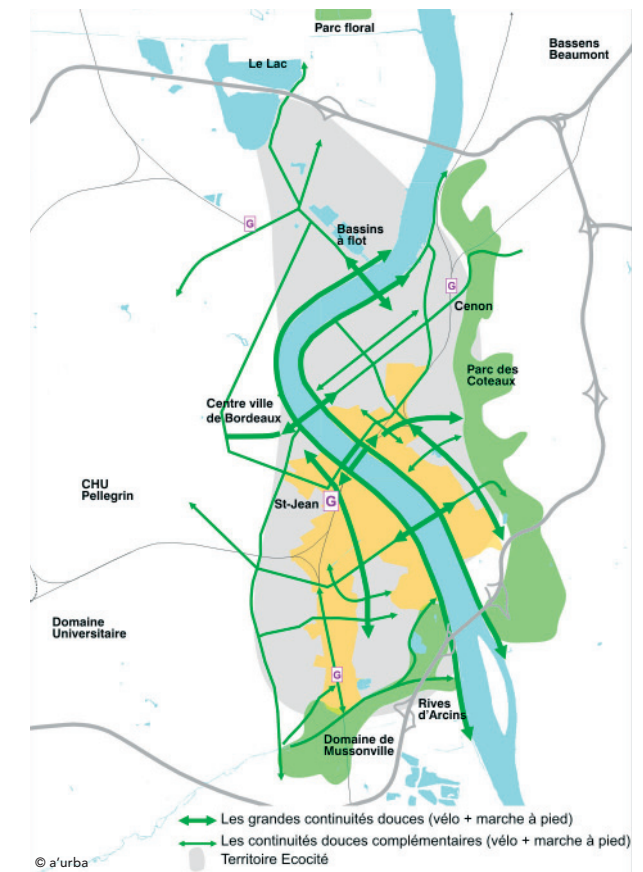 Parc floral
Bassens
Beaumont
Le Lac
G
Bassins
à flot
G
Cenon
Parc des
Coteaux
Centre ville
de Bordeaux
CHU
Pellegrin
St-Jean
G
Domaine
Universitaire
G
Rives
d'Arcins
Domaine de
Mussonville
Les grandes continuités douces (vélo + marche à pied)
Les continuités douces complémentaires (vélo + marche à pied)
Territoire Ecocité
© a'urba